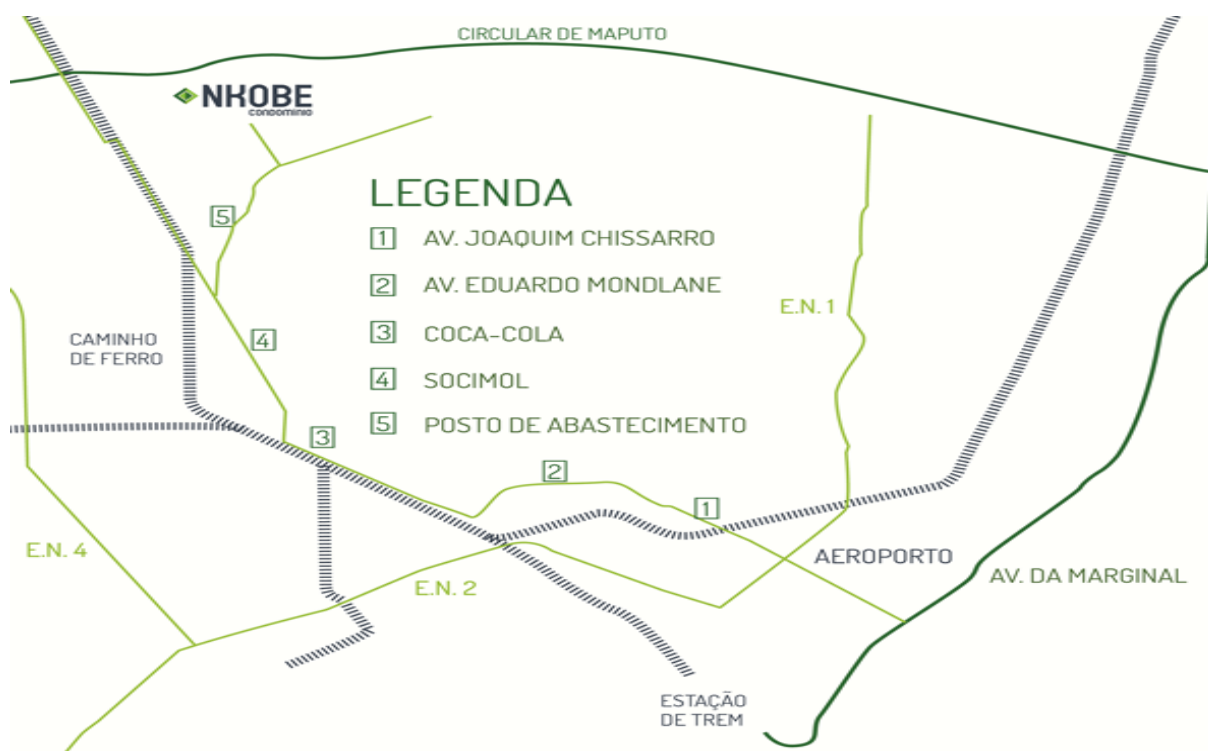 CIRCULAR DE MAPUTO
NKOBE
CONDOMÍNIO
LEGENDA
1 AV. JOAQUIM CHISSARRO
2 AV. EDUARDO MONDLANE
3 COCA-COLA
4 SOCIMOL
5 POSTO DE ABASTECIMENTO
5
E.N. 1
CAMINHO
DE FERRO
4
3
2
1
E.N. 4
E.N. 2
AEROPORTO
AV. DA MARGINAL
ESTAÇÃO
DE TREM